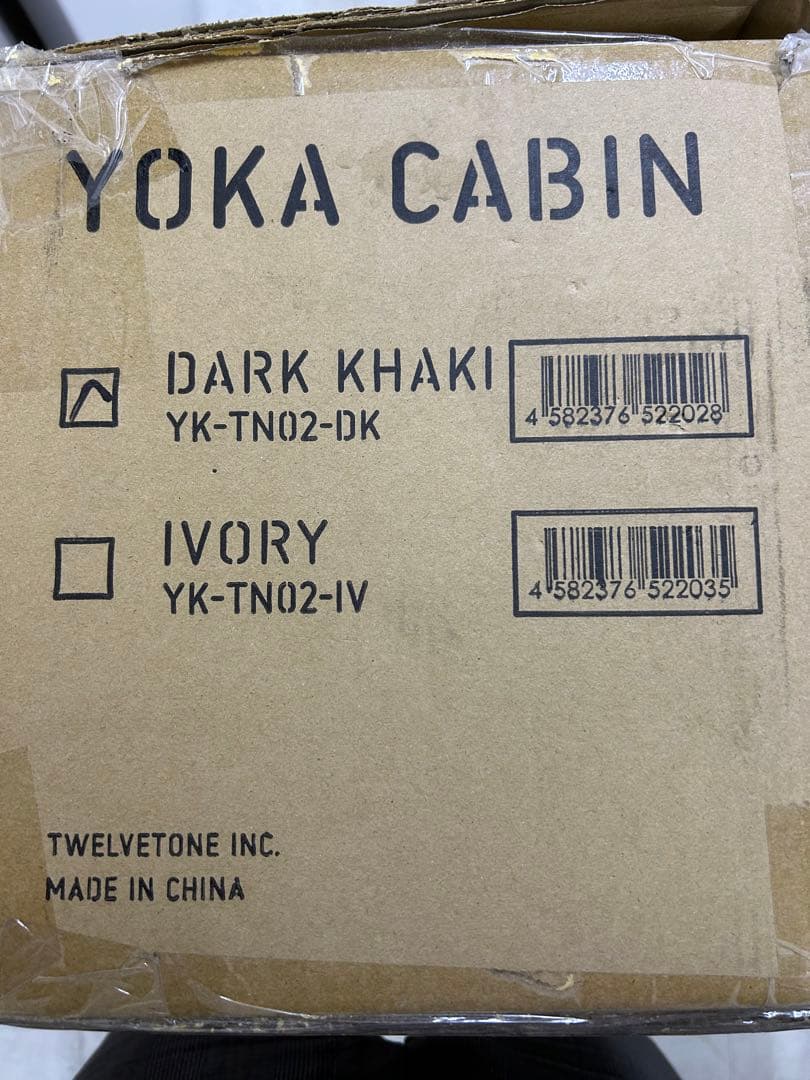 YOKA CABIN
DARK KHAKI
YK-TN02-DK
4 582376 522028
IVORY
YK-TN02-IV
4 582376 522035
TWELVETONE INC.
MADE IN CHINA